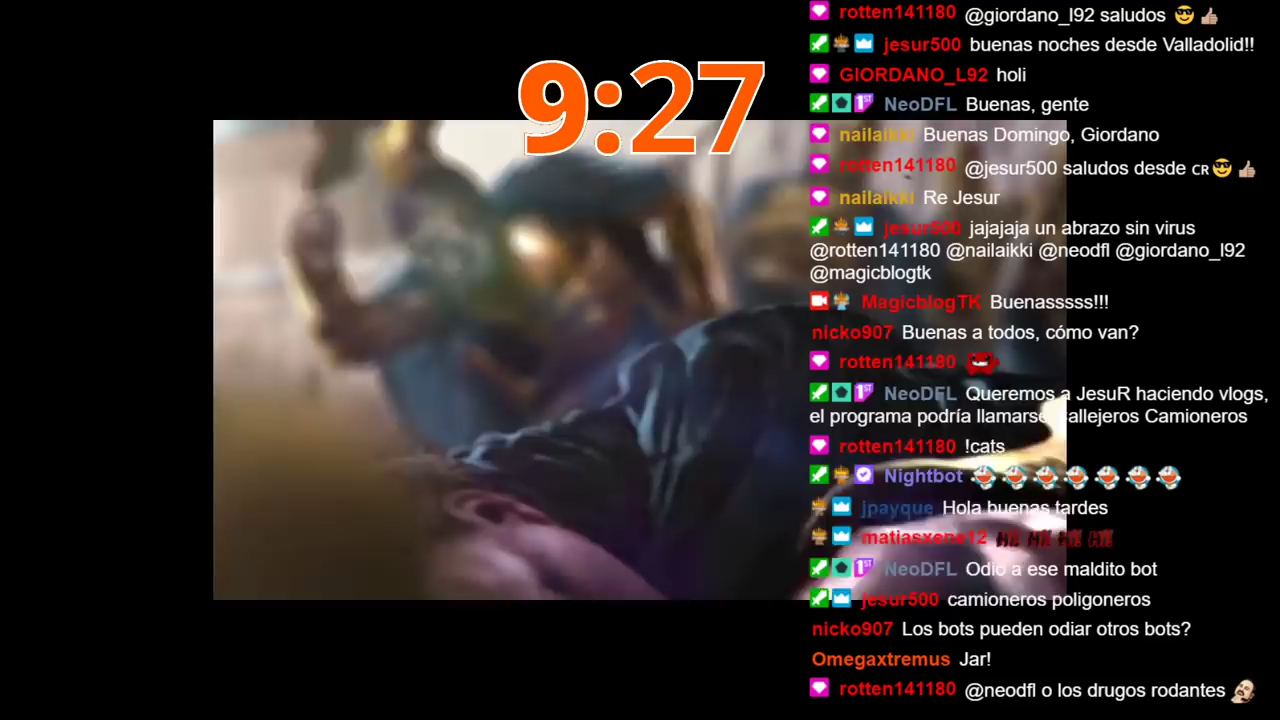 rotten141180 @giordano_l92 saludos
jesur500 buenas noches desde Valladolid!!
9:27
GIORDANO_L92 holi
NeoDFL Buenas, gente
nailaikki Buenas Domingo, Giordano
rotten141180 @jesur500 saludos desde CR
nailaikki Re Jesur
jesur500 jajajaja un abrazo sin virus
@rotten141180 @nailaikki @neodfl @giordano_l92
@magicblogtk
MagicblogTK Buenasssss!!!
nicko907 Buenas a todos, cómo van?
rotten141180
NeoDFL Queremos a JesuR haciendo vlogs,
el programa podría llamarse Callejeros Camioneros
rotten141180 !cats
Nightbot
jpayque Hola buenas tardes
matiasxene12
NeoDFL Odio a ese maldito bot
jesur500 camioneros poligoneros
nicko907 Los bots pueden odiar otros bots?
Omegaxtremus Jar!
rotten141180 @neodfl o los drugos rodantes